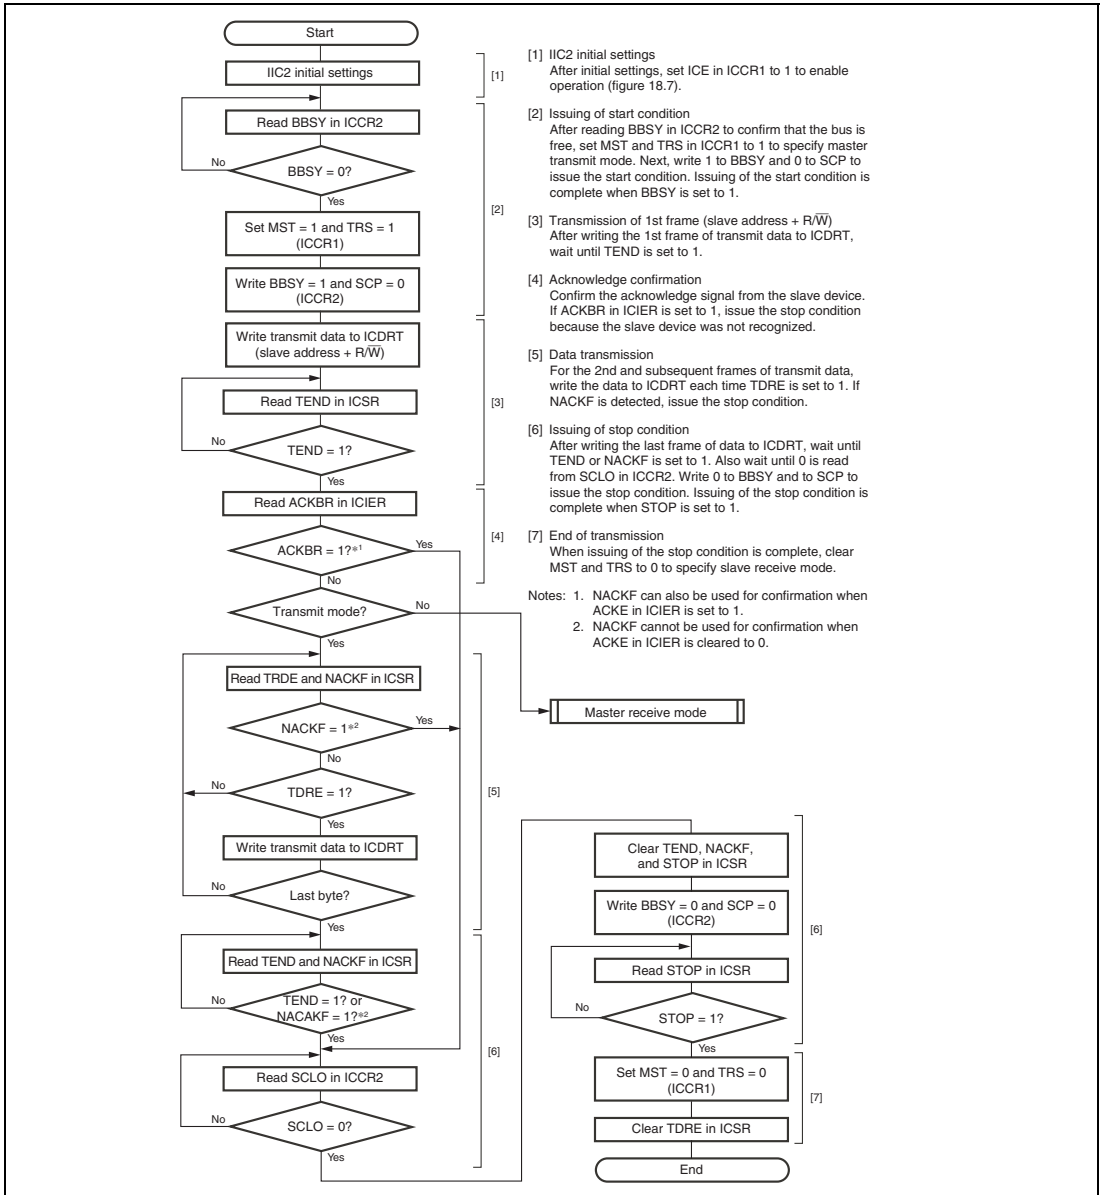 Start
IIC2 initial settings
[1]
Read BBSY in ICCR2
No
BBSY = 0?
Yes
[2]
Set MST = 1 and TRS = 1
(ICCR1)
Write BBSY = 1 and SCP = 0
(ICCR2)
Write transmit data to ICDRT
(slave address + R/W̅)
Read TEND in ICSR
[3]
No
TEND = 1?
Yes
Read ACKBR in ICIER
[4]
ACKBR = 1?*1
Yes
No
Transmit mode?
No
Yes
Read TRDE and NACKF in ICSR
NACKF = 1*2
Yes
No
No
TDRE = 1?
[5]
Yes
Write transmit data to ICDRT
No
Last byte?
Yes
Read TEND and NACKF in ICSR
No
TEND = 1? or
NACAKF = 1?*2
Yes
[6]
Read SCLO in ICCR2
No
SCLO = 0?
Yes
[1] IIC2 initial settings
After initial settings, set ICE in ICCR1 to 1 to enable
operation (figure 18.7).
[2] Issuing of start condition
After reading BBSY in ICCR2 to confirm that the bus is
free, set MST and TRS in ICCR1 to 1 to specify master
transmit mode. Next, write 1 to BBSY and 0 to SCP to
issue the start condition. Issuing of the start condition is
complete when BBSY is set to 1.
[3] Transmission of 1st frame (slave address + R/W̅)
After writing the 1st frame of transmit data to ICDRT,
wait until TEND is set to 1.
[4] Acknowledge confirmation
Confirm the acknowledge signal from the slave device.
If ACKBR in ICIER is set to 1, issue the stop condition
because the slave device was not recognized.
[5] Data transmission
For the 2nd and subsequent frames of transmit data,
write the data to ICDRT each time TDRE is set to 1. If
NACKF is detected, issue the stop condition.
[6] Issuing of stop condition
After writing the last frame of data to ICDRT, wait until
TEND or NACKF is set to 1. Also wait until 0 is read
from SCLO in ICCR2. Write 0 to BBSY and to SCP to
issue the stop condition. Issuing of the stop condition is
complete when STOP is set to 1.
[7] End of transmission
When issuing of the stop condition is complete, clear
MST and TRS to 0 to specify slave receive mode.
Notes: 1. NACKF can also be used for confirmation when
ACKE in ICIER is set to 1.
2. NACKF cannot be used for confirmation when
ACKE in ICIER is cleared to 0.
Master receive mode
Clear TEND, NACKF,
and STOP in ICSR
Write BBSY = 0 and SCP = 0
(ICCR2)
[6]
Read STOP in ICSR
No
STOP = 1?
Yes
Set MST = 0 and TRS = 0
(ICCR1)
[7]
Clear TDRE in ICSR
End